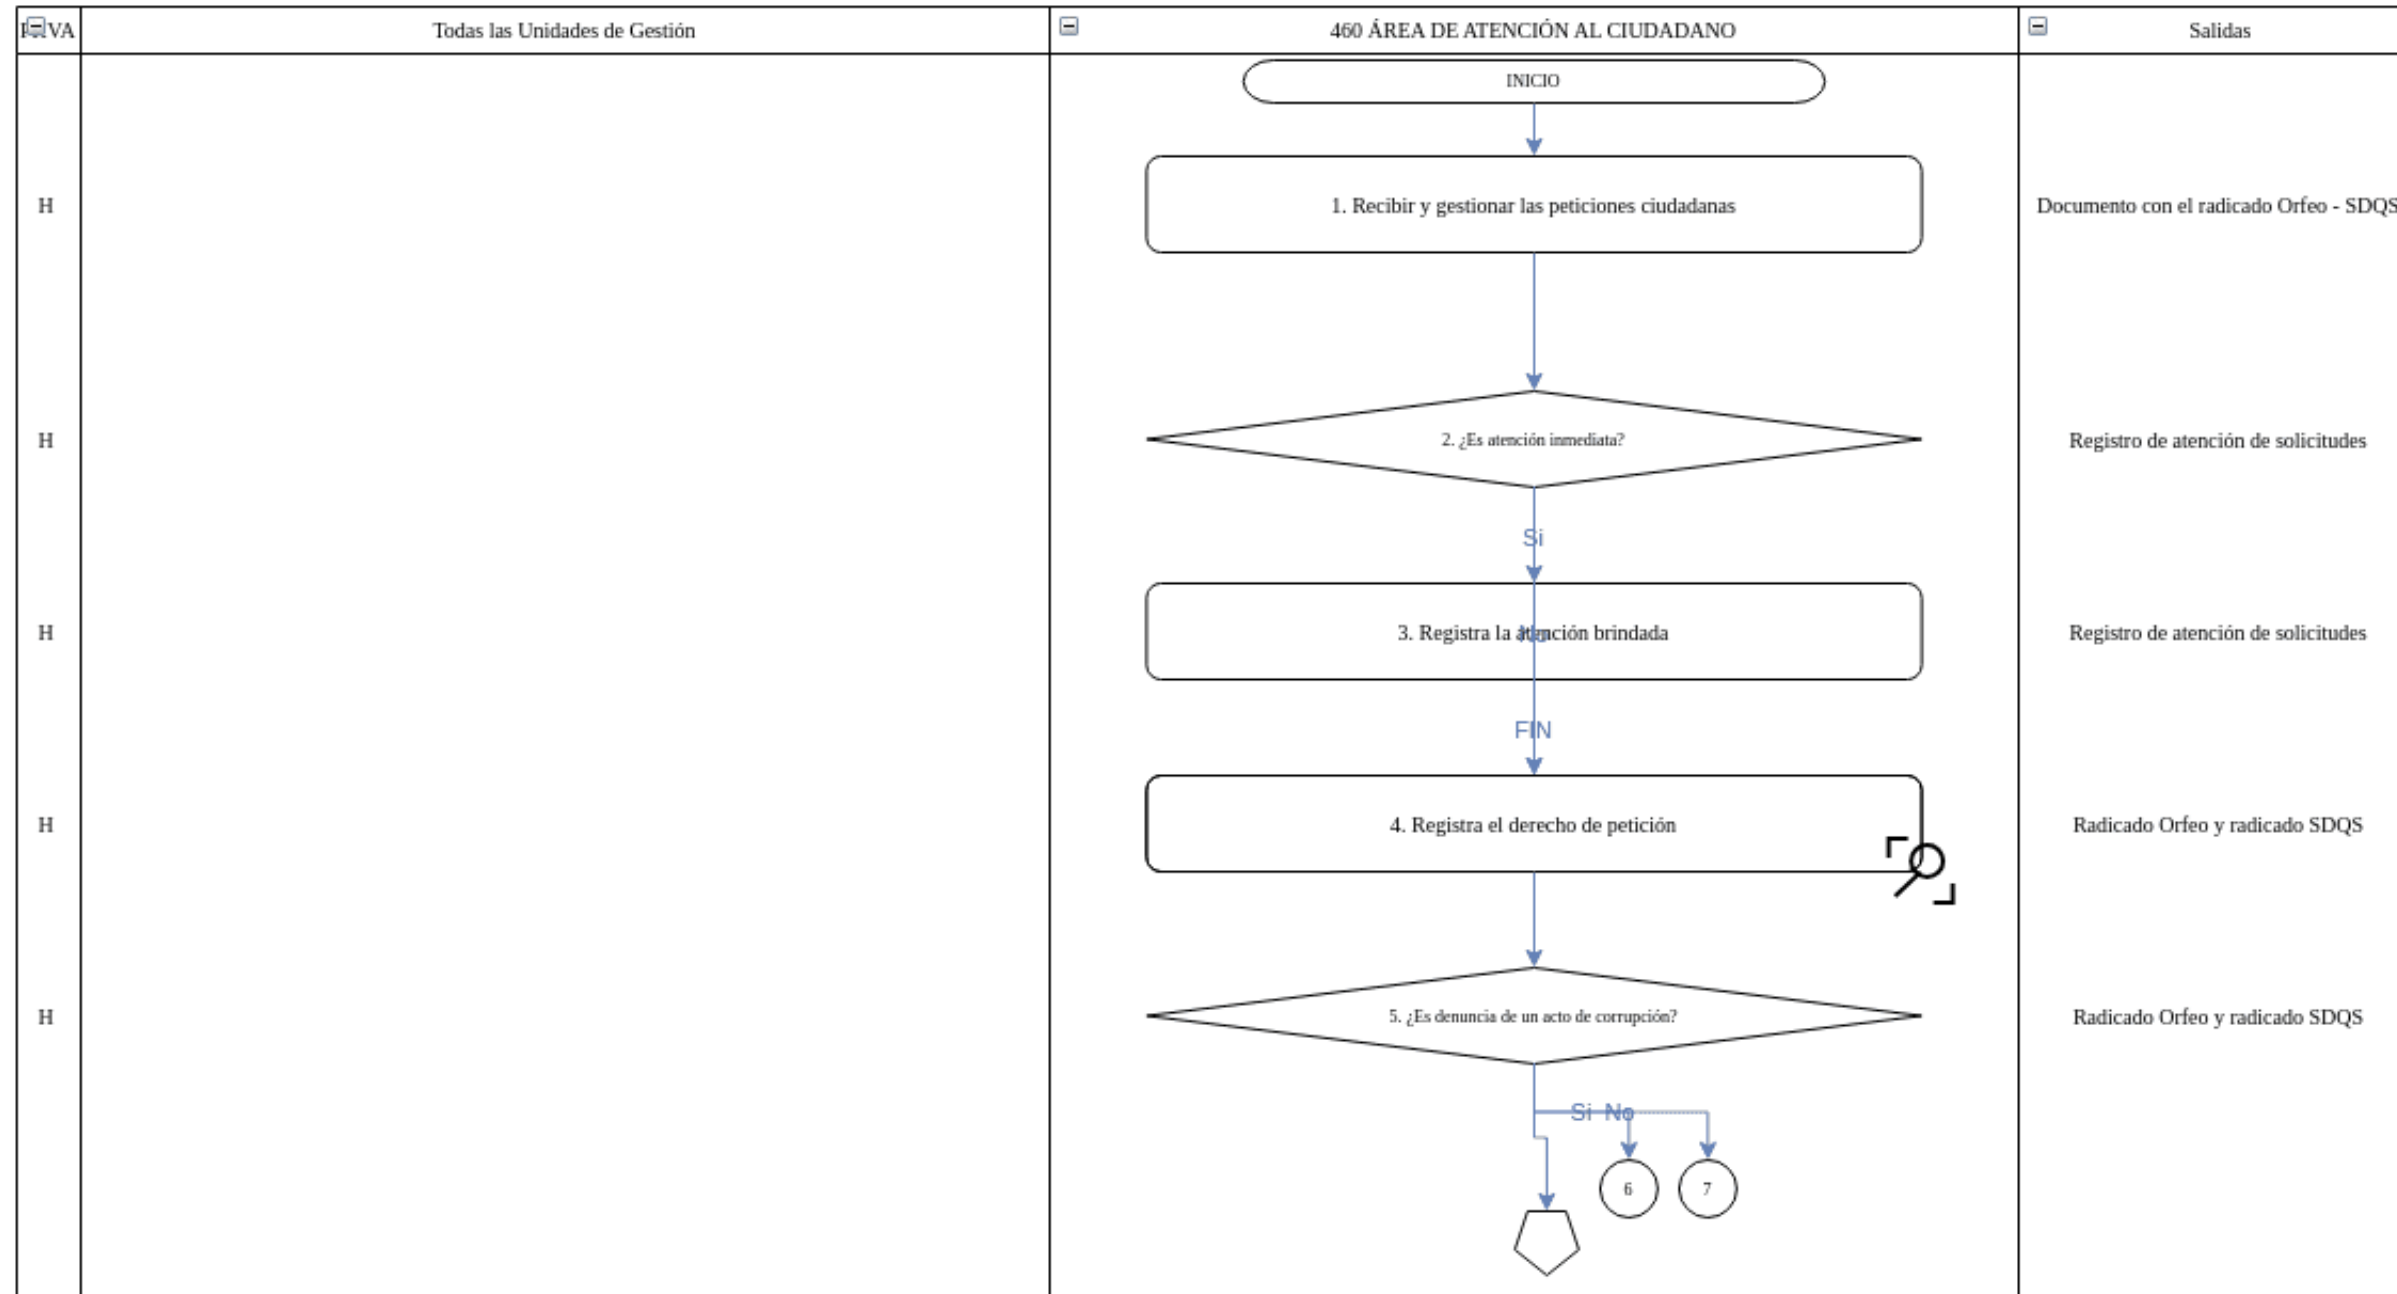 Todas las Unidades de Gestión
460 ÁREA DE ATENCIÓN AL CIUDADANO
Salidas
INICIO
H
1. Recibir y gestionar las peticiones ciudadanas
Documento con el radicado Orfeo - SDQS
H
2. ¿Es atención inmediata?
Registro de atención de solicitudes
Si
H
3. Registra la atención brindada
No
Registro de atención de solicitudes
FIN
H
4. Registra el derecho de petición
Radicado Orfeo y radicado SDQS
H
5. ¿Es denuncia de un acto de corrupción?
Radicado Orfeo y radicado SDQS
Si No
6
7